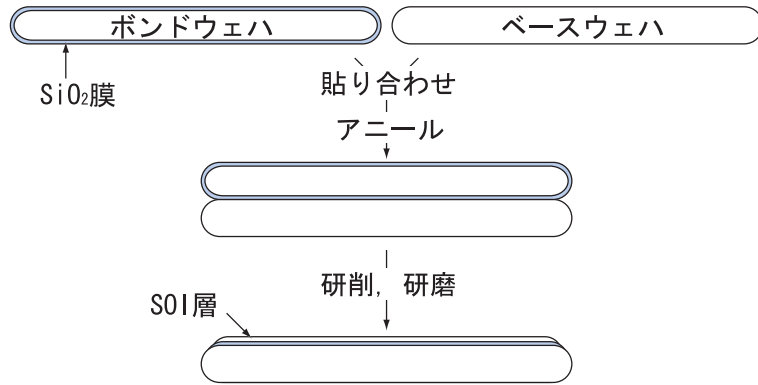 ボンドウェハ
ベースウェハ
SiO₂膜
貼り合わせ
アニール
研削，研磨
SOI層